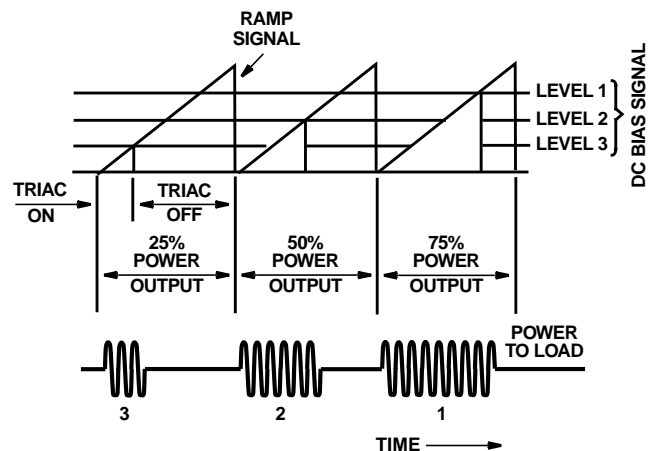 RAMP
SIGNAL
LEVEL 1
LEVEL 2
LEVEL 3
DC BIAS SIGNAL
TRIAC
ON
TRIAC
OFF
25%
POWER
OUTPUT
50%
POWER
OUTPUT
75%
POWER
OUTPUT
POWER
TO LOAD
3
2
1
TIME